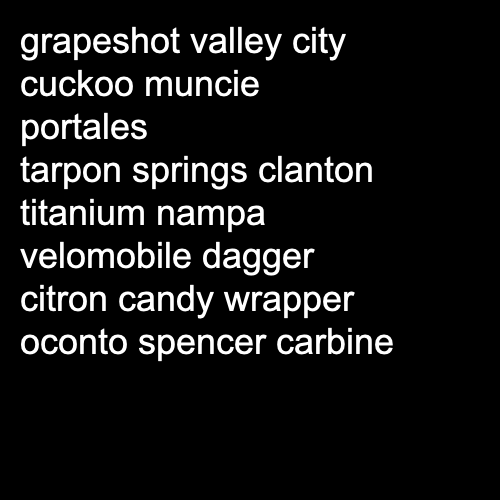 grapeshot valley city
cuckoo muncie
portales
tarpon springs clanton
titanium nampa
velomobile dagger
citron candy wrapper
oconto spencer carbine